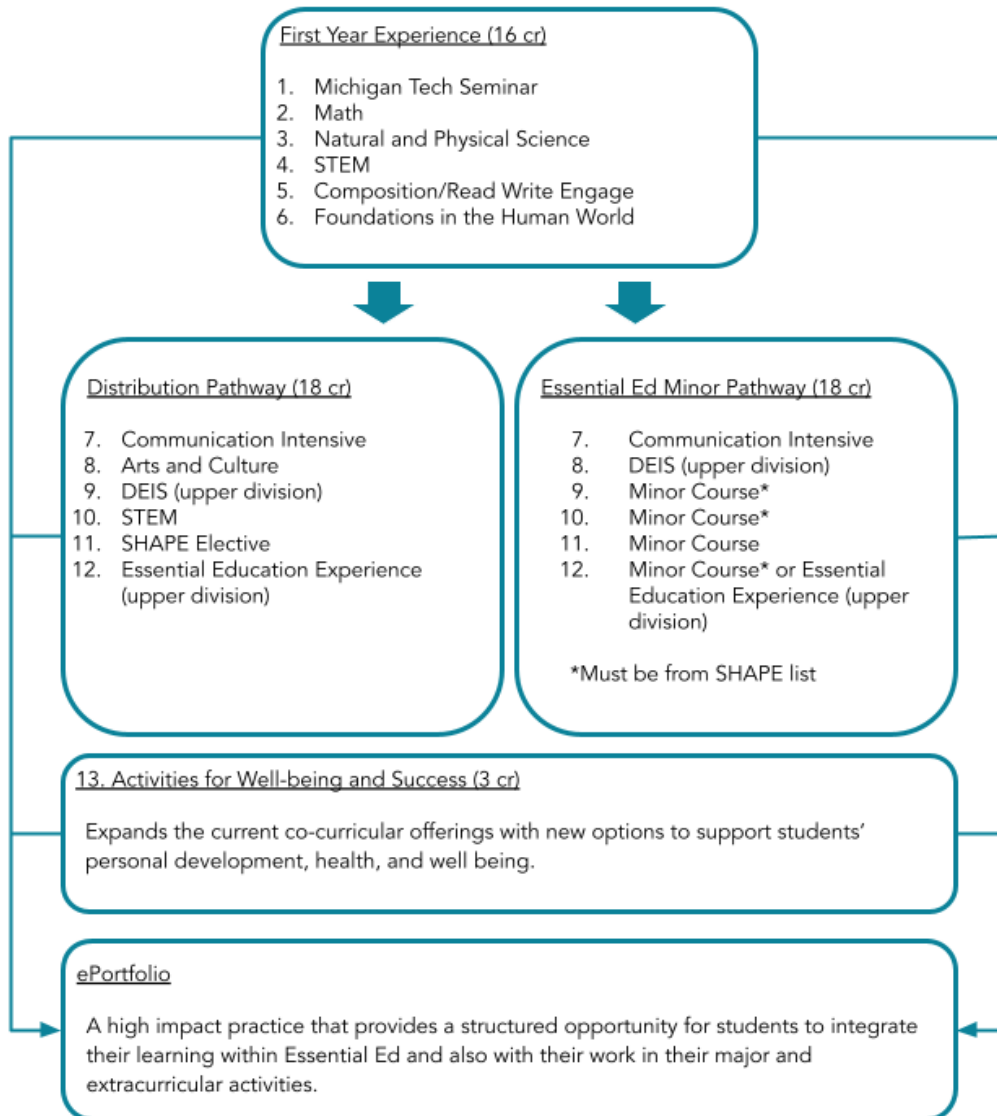 First Year Experience (16 cr)
1. Michigan Tech Seminar
2. Math
3. Natural and Physical Science
4. STEM
5. Composition/Read Write Engage
6. Foundations in the Human World
Distribution Pathway (18 cr)
7. Communication Intensive
8. Arts and Culture
9. DEIS (upper division)
10. STEM
11. SHAPE Elective
12. Essential Education Experience
(upper division)
Essential Ed Minor Pathway (18 cr)
7. Communication Intensive
8. DEIS (upper division)
9. Minor Course*
10. Minor Course*
11. Minor Course
12. Minor Course* or Essential
Education Experience (upper
division)
*Must be from SHAPE list
13. Activities for Well-being and Success (3 cr)
Expands the current co-curricular offerings with new options to support students'
personal development, health, and well being.
ePortfolio
A high impact practice that provides a structured opportunity for students to integrate
their learning within Essential Ed and also with their work in their major and
extracurricular activities.